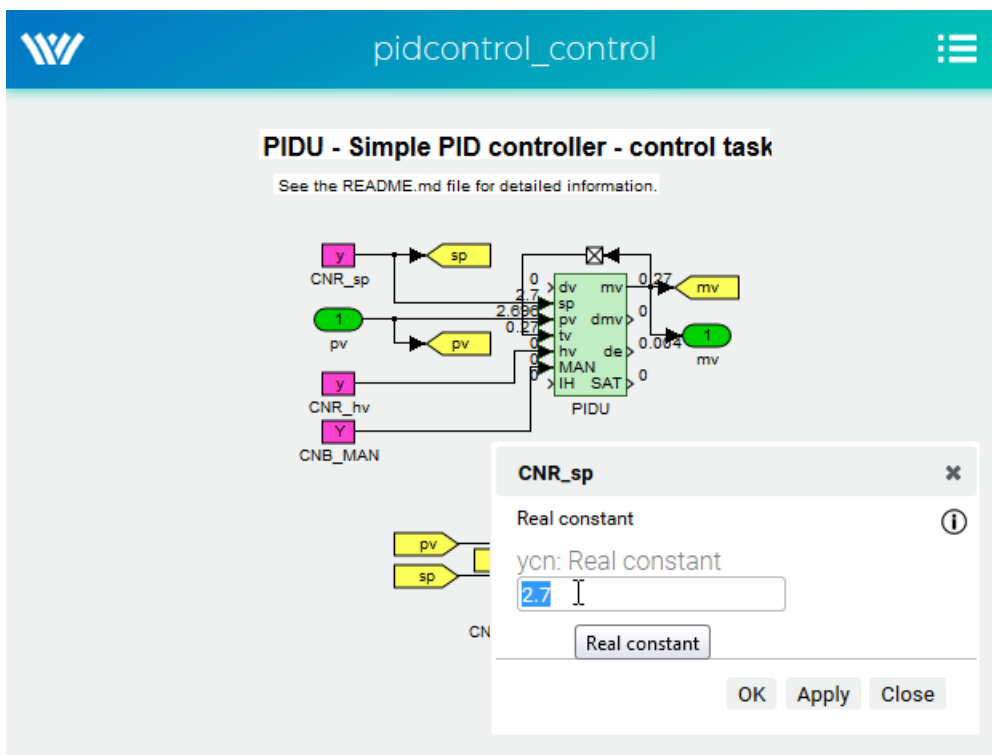 pidcontrol_control
PIDU - Simple PID controller - control task
See the README.md file for detailed information.
y
CNR_sp
sp
1
pv
pv
y
CNR_hv
Y
CNB_MAN
0
2.7
2.696
0.27
0
0
0
dv mv
sp
pv dmv
tv
hv de
MAN
IH SAT
PIDU
0.27
0
0.004
0
mv
1
mv
pv
sp
CN
CNR_sp
Real constant
ycn: Real constant
2.7
Real constant
OK Apply Close